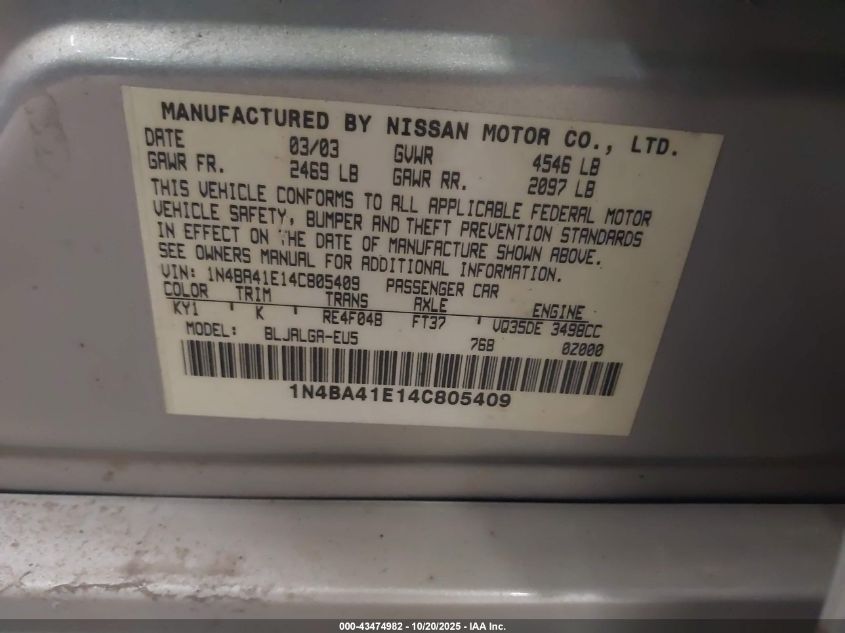 MANUFACTURED BY NISSAN MOTOR CO., LTD.
DATE 03/03 GVWR 4546 LB
GAWR FR. 2469 LB GAWR RR. 2097 LB
THIS VEHICLE CONFORMS TO ALL APPLICABLE FEDERAL MOTOR
VEHICLE SAFETY, BUMPER AND THEFT PREVENTION STANDARDS
IN EFFECT ON THE DATE OF MANUFACTURE SHOWN ABOVE.
SEE OWNERS MANUAL FOR ADDITIONAL INFORMATION.
VIN: 1N4BA41E14C805409 PASSENGER CAR
COLOR TRIM TRANS AXLE ENGINE
KY1 K RE4F04B FT37 VQ35DE 3498CC
MODEL: BLJALGA-EU5 76B 0Z000
1N4BA41E14C805409
000-43474982 - 10/20/2025 - IAA Inc.